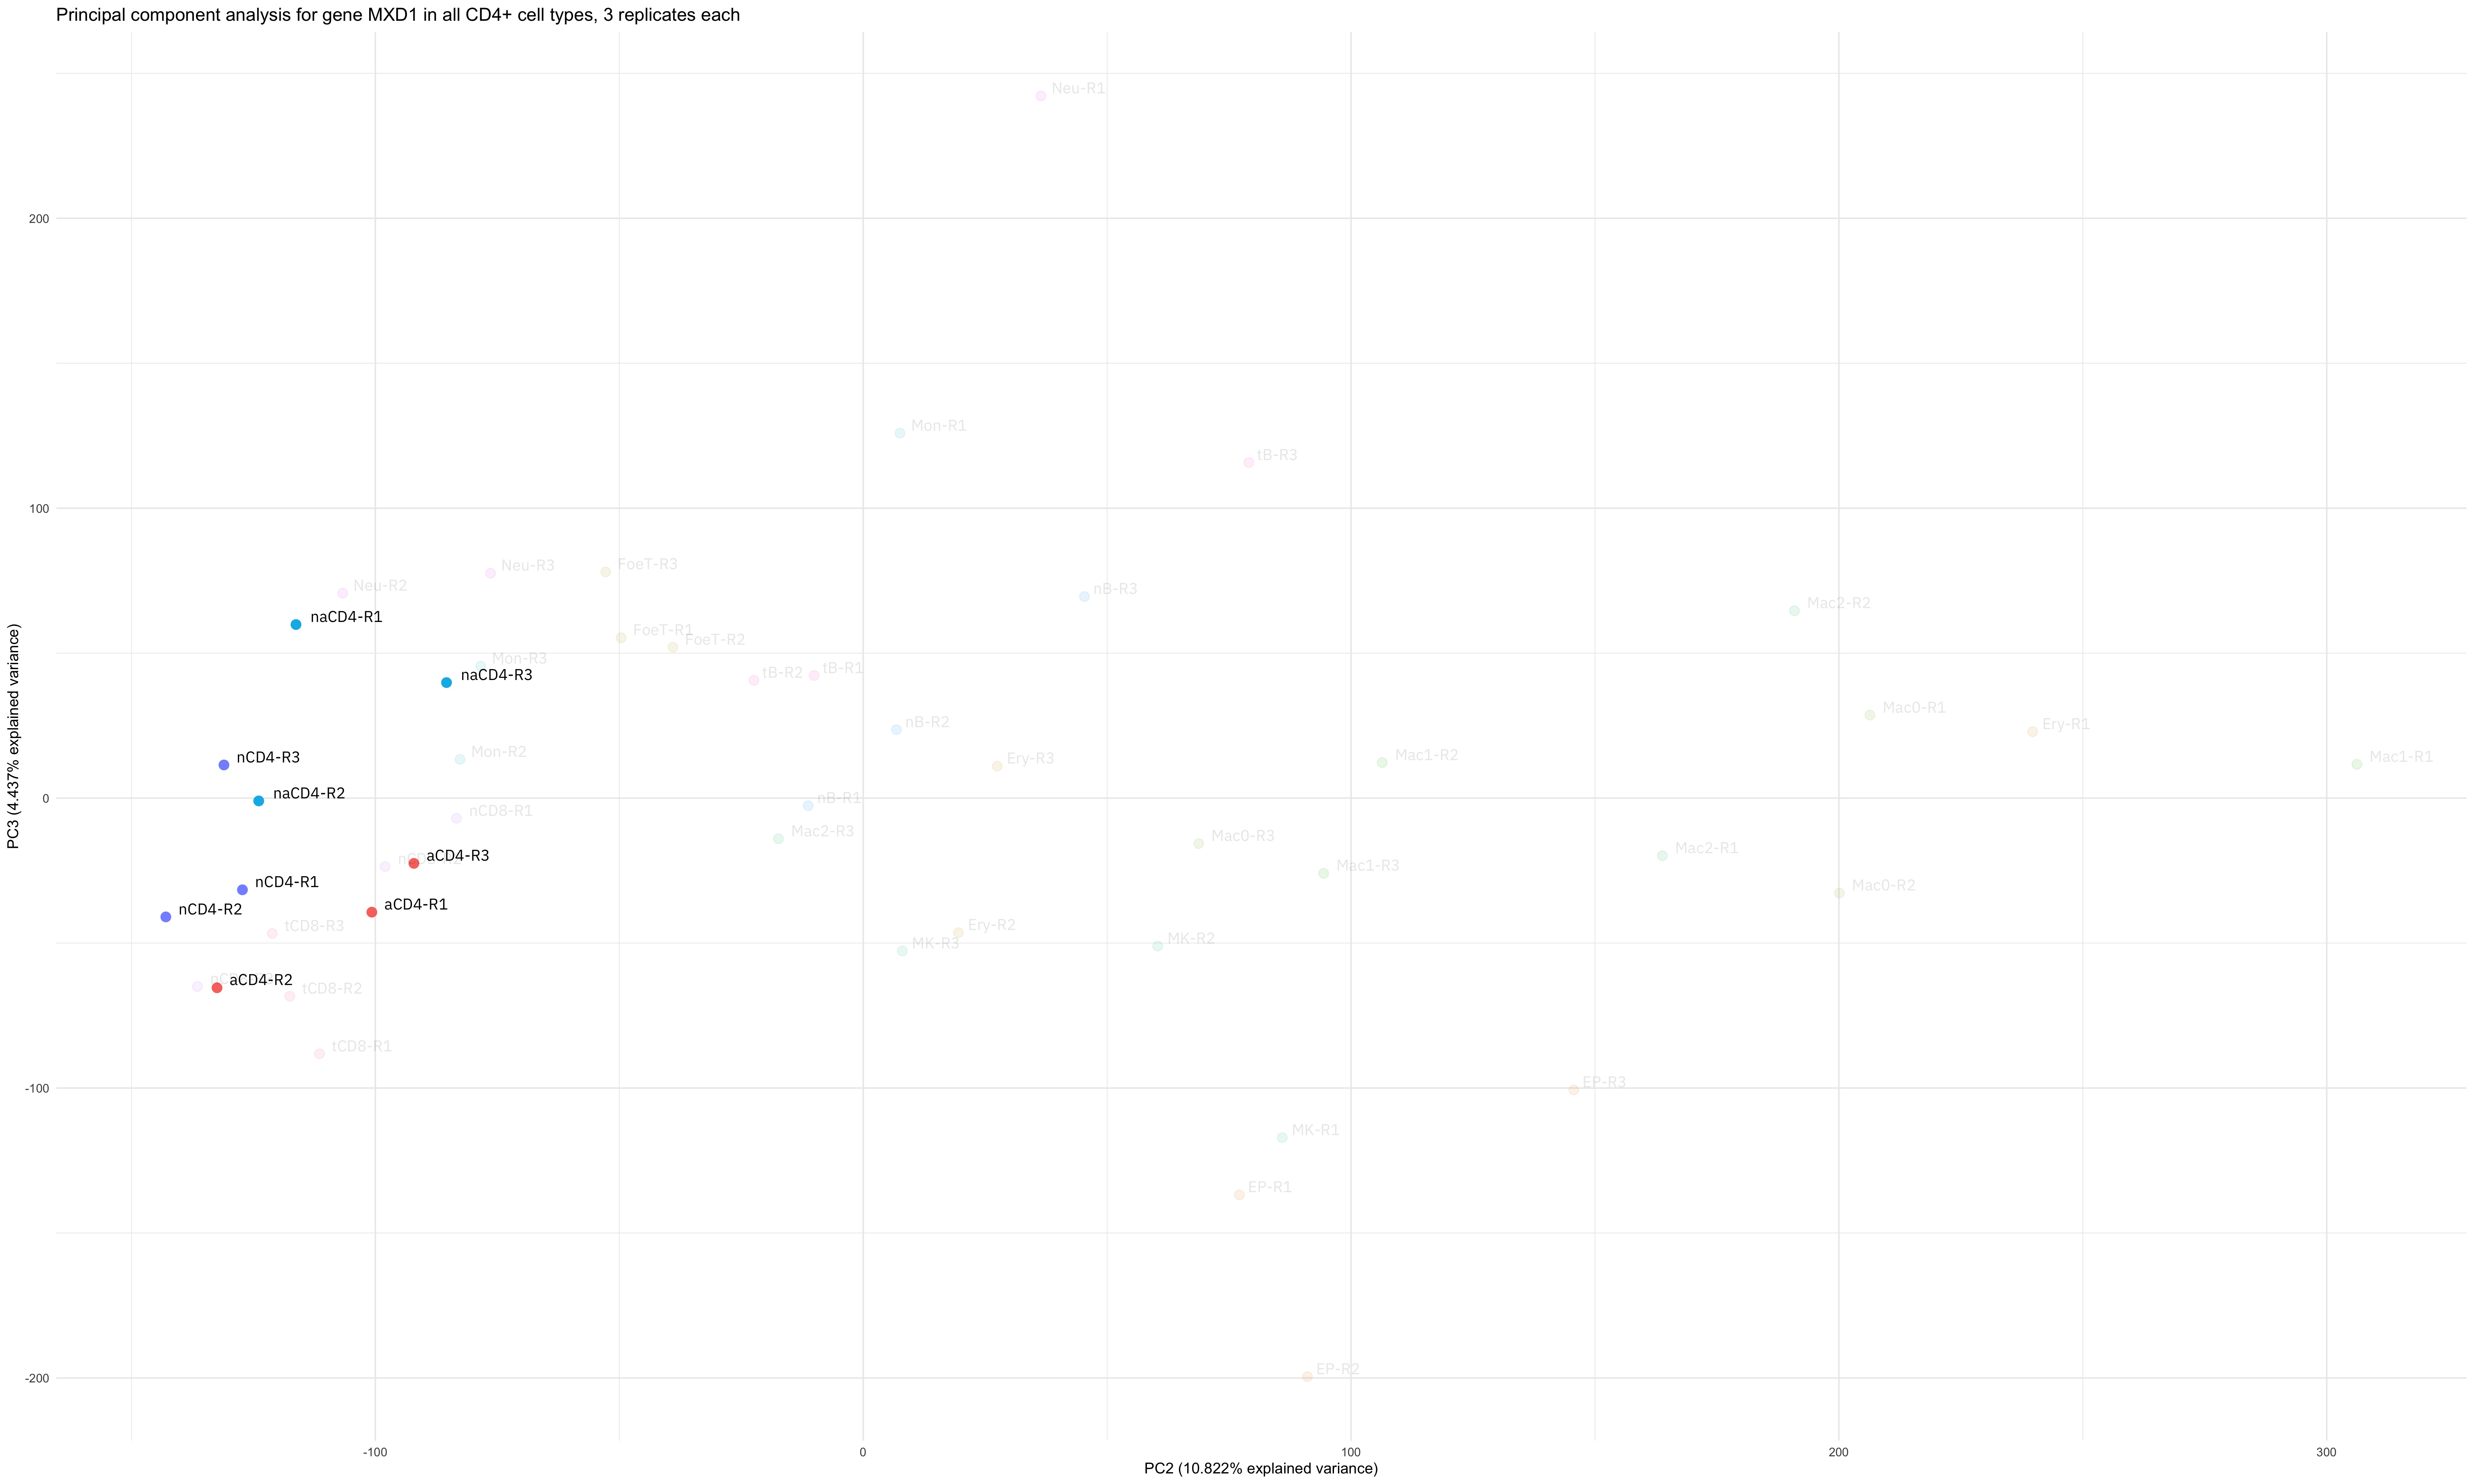 Principal component analysis for gene MXD1 in all CD4+ cell types, 3 replicates each
Neu-R1
200
Mon-R1
tB-R3
100
Neu-R3
FoeT-R3
Neu-R2
nB-R3
naCD4-R1
Mac2-R2
FoeT-R1
FoeT-R2
Mon-R3
naCD4-R3
tB-R2
tB-R1
Mac0-R1
nB-R2
Ery-R1
nCD4-R3
Mon-R2
Ery-R3
Mac1-R2
Mac1-R1
naCD4-R2
0
nB-R1
nCD8-R1
Mac2-R3
Mac0-R3
Mac2-R1
aCD4-R3
Mac1-R3
nCD4-R1
Mac0-R2
nCD4-R2
aCD4-R1
tCD8-R3
Ery-R2
MK-R3
MK-R2
aCD4-R2
tCD8-R2
tCD8-R1
-100
EP-R3
MK-R1
EP-R1
EP-R2
-200
-100
0
100
200
300
PC2 (10.822% explained variance)
PC3 (4.437% explained variance)